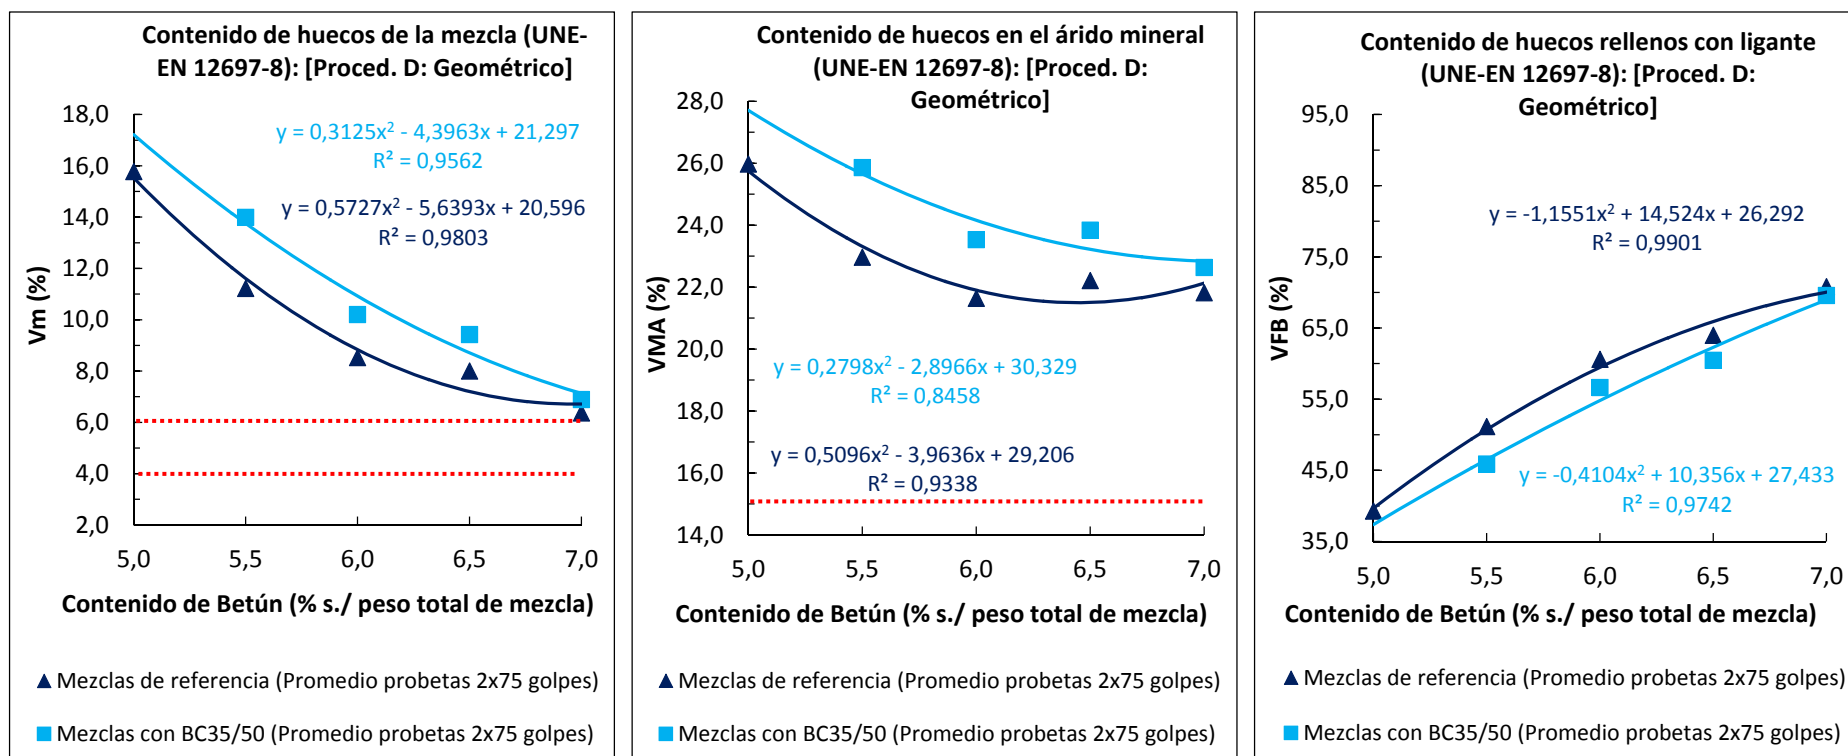 Contenido de huecos de la mezcla (UNE-
EN 12697-8): [Proced. D: Geométrico]
18,0
16,0
14,0
12,0
10,0
8,0
6,0
4,0
2,0
Vm (%)
y = 0,3125x² - 4,3963x + 21,297
R² = 0,9562
y = 0,5727x² - 5,6393x + 20,596
R² = 0,9803
5,0 5,5 6,0 6,5 7,0
Contenido de Betún (% s./ peso total de mezcla)
Mezclas de referencia (Promedio probetas 2x75 golpes)
Mezclas con BC35/50 (Promedio probetas 2x75 golpes)
Contenido de huecos en el árido mineral
(UNE-EN 12697-8): [Proced. D:
Geométrico]
28,0
26,0
24,0
22,0
20,0
18,0
16,0
14,0
VMA (%)
y = 0,2798x² - 2,8966x + 30,329
R² = 0,8458
y = 0,5096x² - 3,9636x + 29,206
R² = 0,9338
5,0 5,5 6,0 6,5 7,0
Contenido de Betún (% s./ peso total de mezcla)
Mezclas de referencia (Promedio probetas 2x75 golpes)
Mezclas con BC35/50 (Promedio probetas 2x75 golpes)
Contenido de huecos rellenos con ligante
(UNE-EN 12697-8): [Proced. D:
Geométrico]
95,0
85,0
75,0
65,0
55,0
45,0
35,0
VFB (%)
y = -1,1551x² + 14,524x + 26,292
R² = 0,9901
y = -0,4104x² + 10,356x + 27,433
R² = 0,9742
5,0 5,5 6,0 6,5 7,0
Contenido de Betún (% s./ peso total de mezcla)
Mezclas de referencia (Promedio probetas 2x75 golpes)
Mezclas con BC35/50 (Promedio probetas 2x75 golpes)